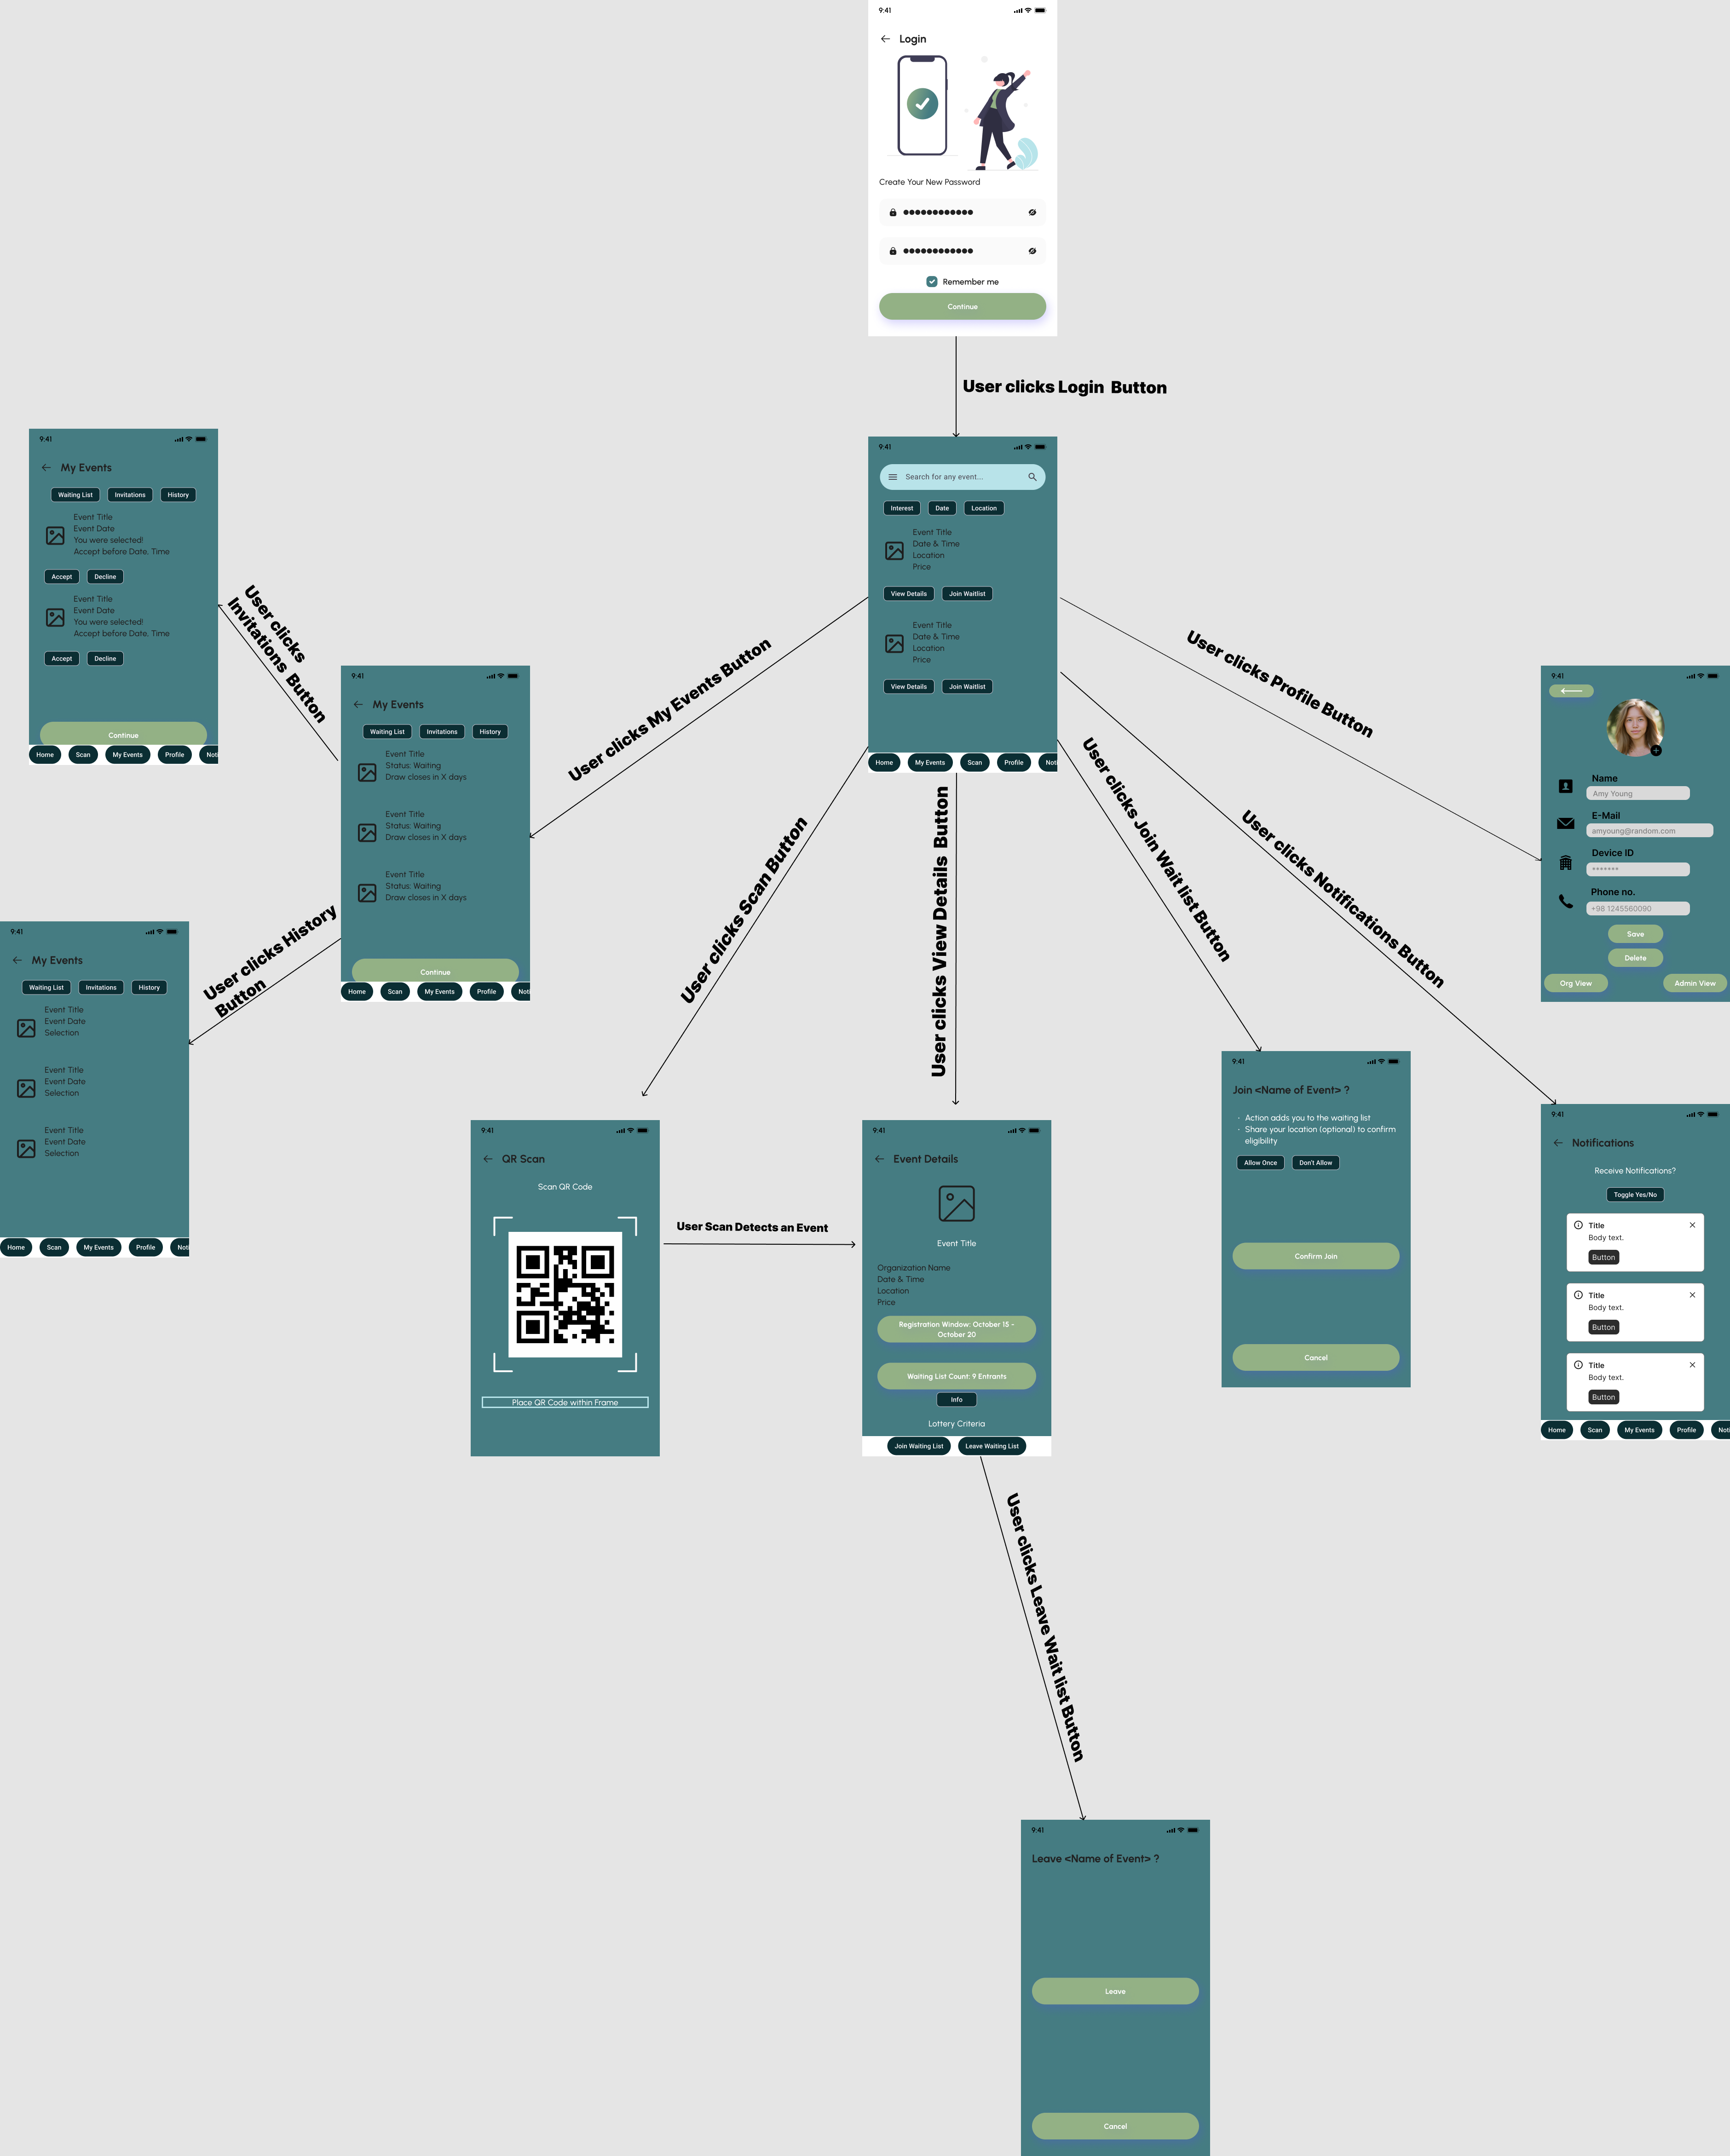 9:41
Login
Create Your New Password
Remember me
Continue
User clicks Login Button
9:41
Search for any event...
Interest Date Location
Event Title
Date & Time
Location
Price
View Details Join Waitlist
Event Title
Date & Time
Location
Price
View Details Join Waitlist
Home My Events Scan Profile Noti
9:41
My Events
Waiting List Invitations History
Event Title
Event Date
You were selected!
Accept before Date, Time
Accept Decline
Event Title
Event Date
You were selected!
Accept before Date, Time
Accept Decline
Continue
Home Scan My Events Profile Noti
User clicks
Invitations Button
9:41
My Events
Waiting List Invitations History
Event Title
Status: Waiting
Draw closes in X days
Event Title
Status: Waiting
Draw closes in X days
Event Title
Status: Waiting
Draw closes in X days
Continue
Home Scan My Events Profile Noti
User clicks My Events Button
User clicks History
Button
9:41
My Events
Waiting List Invitations History
Event Title
Event Date
Selection
Event Title
Event Date
Selection
Event Title
Event Date
Selection
Home Scan My Events Profile Noti
User clicks Scan Button
User clicks View Details Button
User clicks Join Wait list Button
User clicks Notifications Button
User clicks Profile Button
9:41
Name
Amy Young
E-Mail
amyoung@random.com
Device ID
*******
Phone no.
+98 1245560090
Save
Delete
Org View Admin View
9:41
QR Scan
Scan QR Code
Place QR Code within Frame
User Scan Detects an Event
9:41
Event Details
Event Title
Organization Name
Date & Time
Location
Price
Registration Window: October 15 -
October 20
Waiting List Count: 9 Entrants
Info
Lottery Criteria
Join Waiting List Leave Waiting List
9:41
Join <Name of Event> ?
- Action adds you to the waiting list
- Share your location (optional) to confirm
eligibility
Allow Once Don't Allow
Confirm Join
Cancel
9:41
Notifications
Receive Notifications?
Toggle Yes/No
Title
Body text.
Button
Title
Body text.
Button
Title
Body text.
Button
Home Scan My Events Profile Noti
User clicks Leave Wait list Button
9:41
Leave <Name of Event> ?
Leave
Cancel